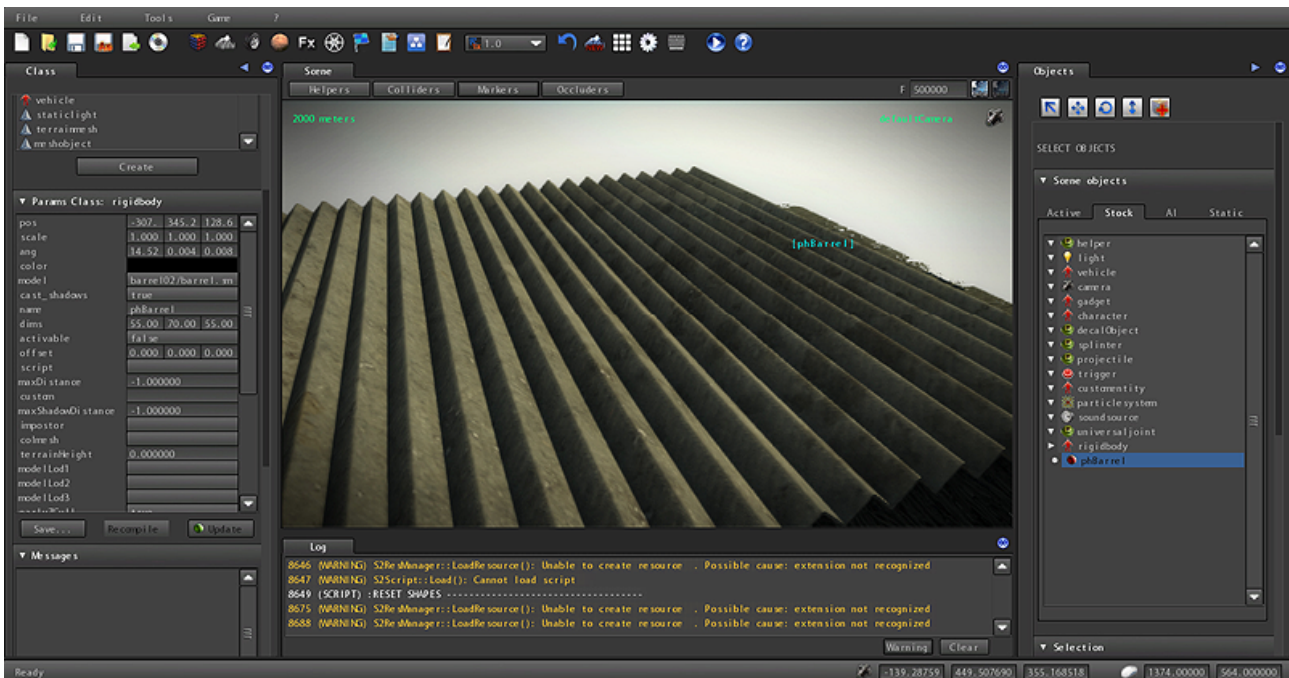 File Edit Tools Game ?
Fx 1.0
Class
vehicle
staticlight
terrainmesh
meshobject
Create
Params Class: rigidbody
pos -307. 345.2 128.6
scale 1.000 1.000 1.000
ang 14.52 0.004 0.008
color
model barrel02/barrel.sm
cast_shadows true
name phBarrel
dims 55.00 70.00 55.00
activable false
offset 0.000 0.000 0.000
script
maxDistance -1.000000
custom
maxShadowDistance -1.000000
impostor
colmesh
terrainHeight 0.000000
modelLod1
modelLod2
modelLod3
Save... Recompile Update
Messages
Scene
Helpers Colliders Markers Occluders F 500000
2000 meters defaultCamera
[phBarrel]
Log
8646 (WARNING) S2ResManager::LoadResource(): Unable to create resource . Possible cause: extension not recognized
8647 (WARNING) S2Script::Load(): Cannot load script
8649 (SCRIPT) :RESET SHAPES -----------------------------------
8675 (WARNING) S2ResManager::LoadResource(): Unable to create resource . Possible cause: extension not recognized
8688 (WARNING) S2ResManager::LoadResource(): Unable to create resource . Possible cause: extension not recognized
Warning Clear
Objects
SELECT OBJECTS
Scene objects
Active Stock AI Static
helper
light
vehicle
camera
gadget
character
decalObject
splinter
projectile
trigger
customentity
particlesystem
soundsource
universaljoint
rigidbody
phBarrel
Selection
Ready -139.28759 449.507690 355.168518 1374.00000 564.000000